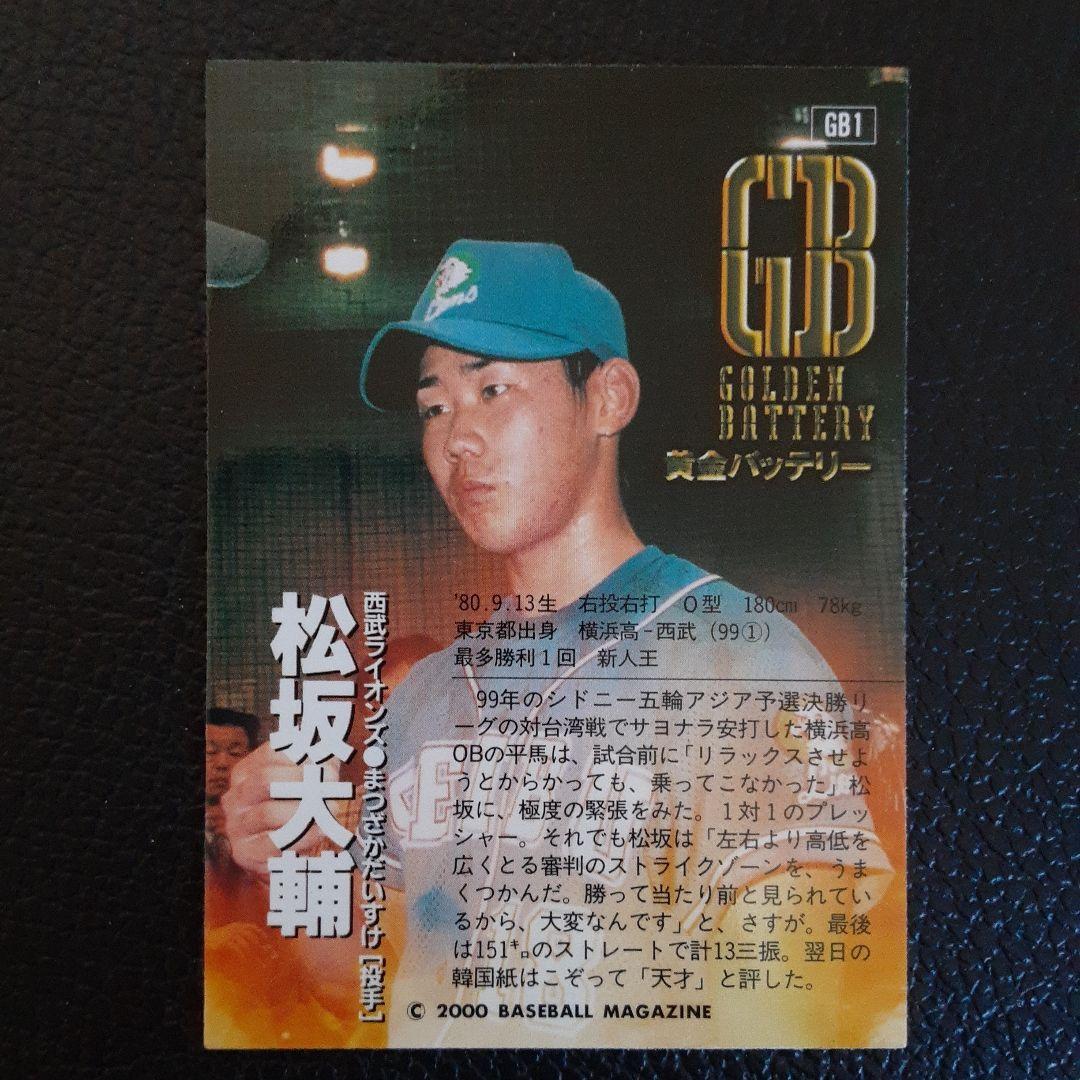 GB1
GB
GOLDEN
BATTERY
黄金バッテリー
Lions
西武ライオンズ●まつざかだいすけ[投手]
松坂大輔
'80.9.13生 右投右打 O型 180cm 78kg
東京都出身 横浜高-西武(99①)
最多勝利1回 新人王
99年のシドニー五輪アジア予選決勝リ
ーグの対台湾戦でサヨナラ安打した横浜高
OBの平馬は、試合前に「リラックスさせよ
うとからかっても、乗ってこなかった」松
坂に、極度の緊張をみた。1対1のプレッ
シャー。それでも松坂は「左右より高低を
広くとる審判のストライクゾーンを、うま
くつかんだ。勝って当たり前と見られてい
るから、大変なんです」と、さすが。最後
は151㌔のストレートで計13三振。翌日の
韓国紙はこぞって「天才」と評した。
© 2000 BASEBALL MAGAZINE